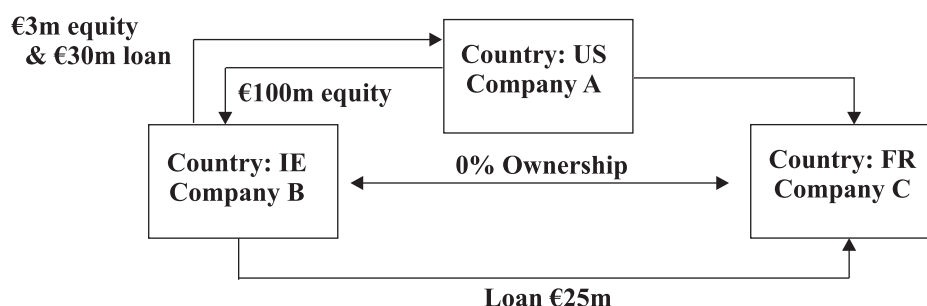 €3m equity
& €30m loan
Country: US
Company A
€100m equity
Country: IE
Company B
0% Ownership
Country: FR
Company C
Loan €25m